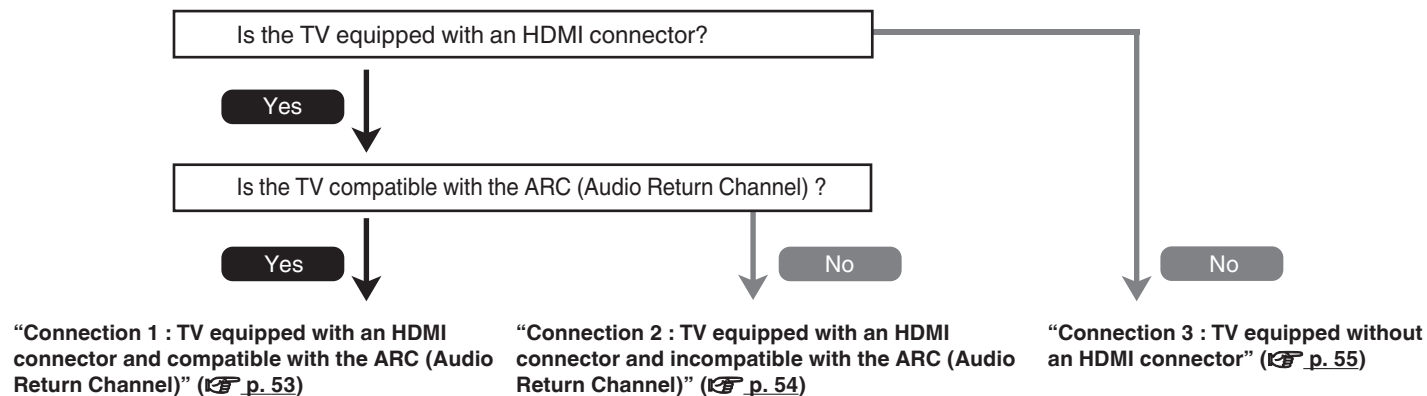 Is the TV equipped with an HDMI connector?
Yes
Is the TV compatible with the ARC (Audio Return Channel) ?
Yes
No
No
“Connection 1 : TV equipped with an HDMI
connector and compatible with the ARC (Audio
Return Channel)” (☞ p. 53)
“Connection 2 : TV equipped with an HDMI
connector and incompatible with the ARC (Audio
Return Channel)” (☞ p. 54)
“Connection 3 : TV equipped without
an HDMI connector” (☞ p. 55)